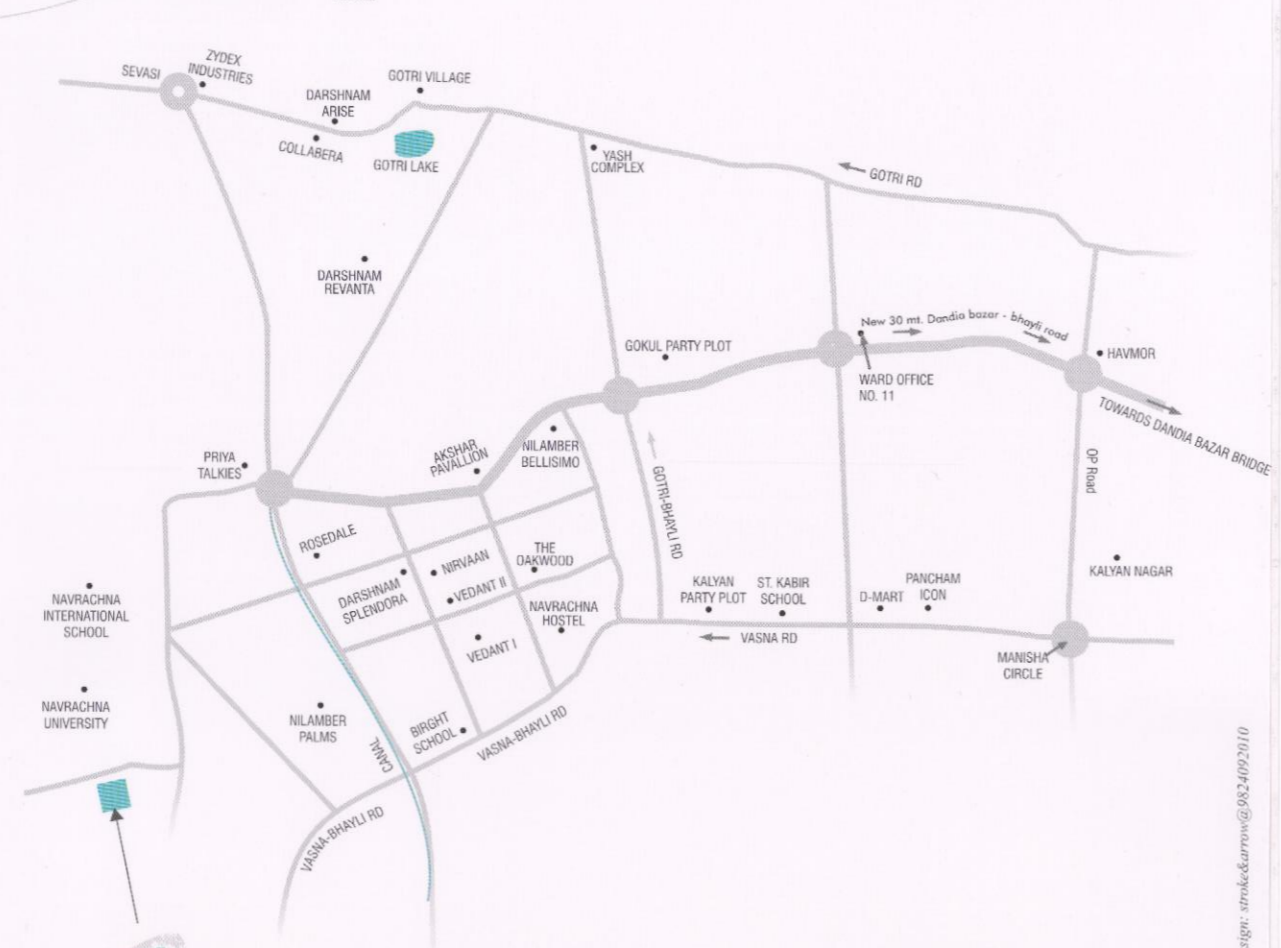 SEVASI
ZYDEX
INDUSTRIES
DARSHNAM
ARISE
GOTRI VILLAGE
COLLABERA
GOTRI LAKE
YASH
COMPLEX
GOTRI RD
DARSHNAM
REVANTA
New 30 mt. Dandia bazar - bhayli road
GOKUL PARTY PLOT
HAVMOR
WARD OFFICE
NO. 11
TOWARDS DANDIA BAZAR BRIDGE
PRIYA
TALKIES
AKSHAR
PAVALLION
NILAMBER
BELLISIMO
GOTRI-BHAYLI RD
OP Road
ROSEDALE
NIRVAAN
THE
OAKWOOD
DARSHNAM
SPLENDORA
VEDANT II
NAVRACHNA
HOSTEL
VEDANT I
KALYAN
PARTY PLOT
ST. KABIR
SCHOOL
D-MART
PANCHAM
ICON
KALYAN NAGAR
VASNA RD
MANISHA
CIRCLE
NAVRACHNA
INTERNATIONAL
SCHOOL
NAVRACHNA
UNIVERSITY
NILAMBER
PALMS
CANAL
BIRGHT
SCHOOL
VASNA-BHAYLI RD
VASNA-BHAYLI RD
sign: stroke&arrow@9824092010